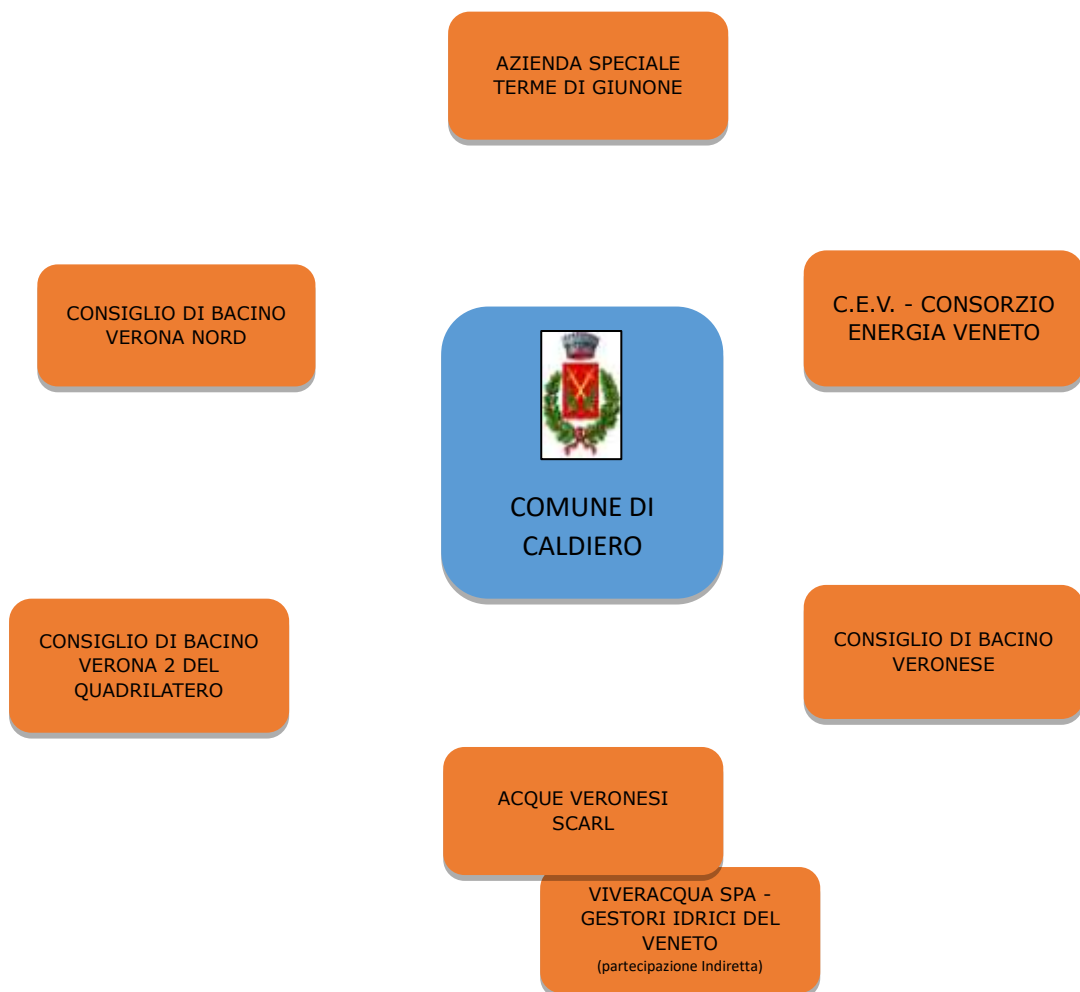 AZIENDA SPECIALE
TERME DI GIUNONE
CONSIGLIO DI BACINO
VERONA NORD
C.E.V. - CONSORZIO
ENERGIA VENETO
COMUNE DI
CALDIERO
CONSIGLIO DI BACINO
VERONA 2 DEL
QUADRILATERO
CONSIGLIO DI BACINO
VERONESE
ACQUE VERONESI
SCARL
VIVERACQUA SPA -
GESTORI IDRICI DEL
VENETO
(partecipazione Indiretta)